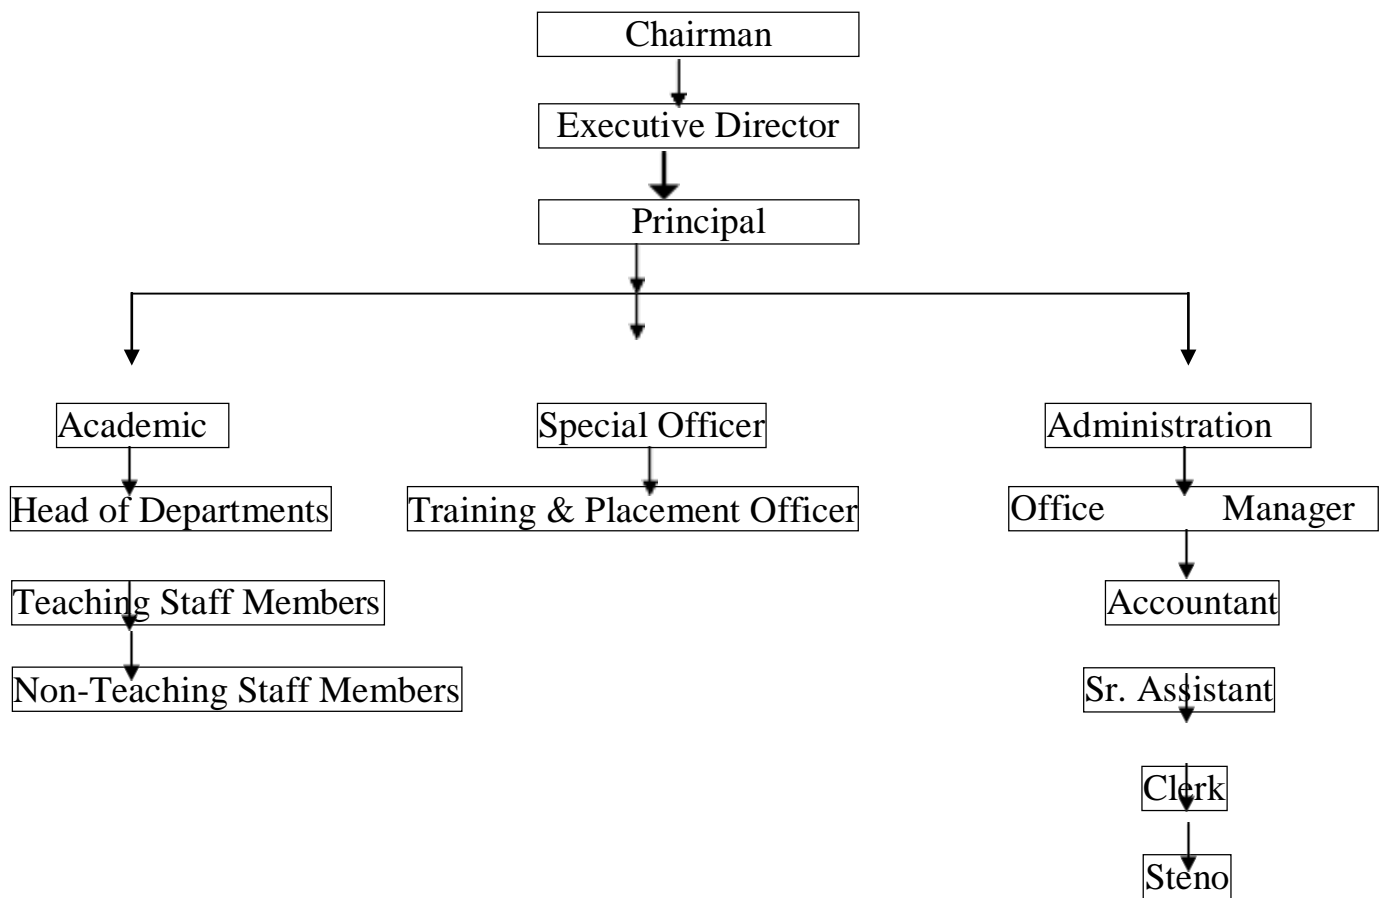 Chairman
Executive Director
Principal
Academic
Special Officer
Administration
Head of Departments
Training & Placement Officer
Office Manager
Teaching Staff Members
Accountant
Non-Teaching Staff Members
Sr. Assistant
Clerk
Steno